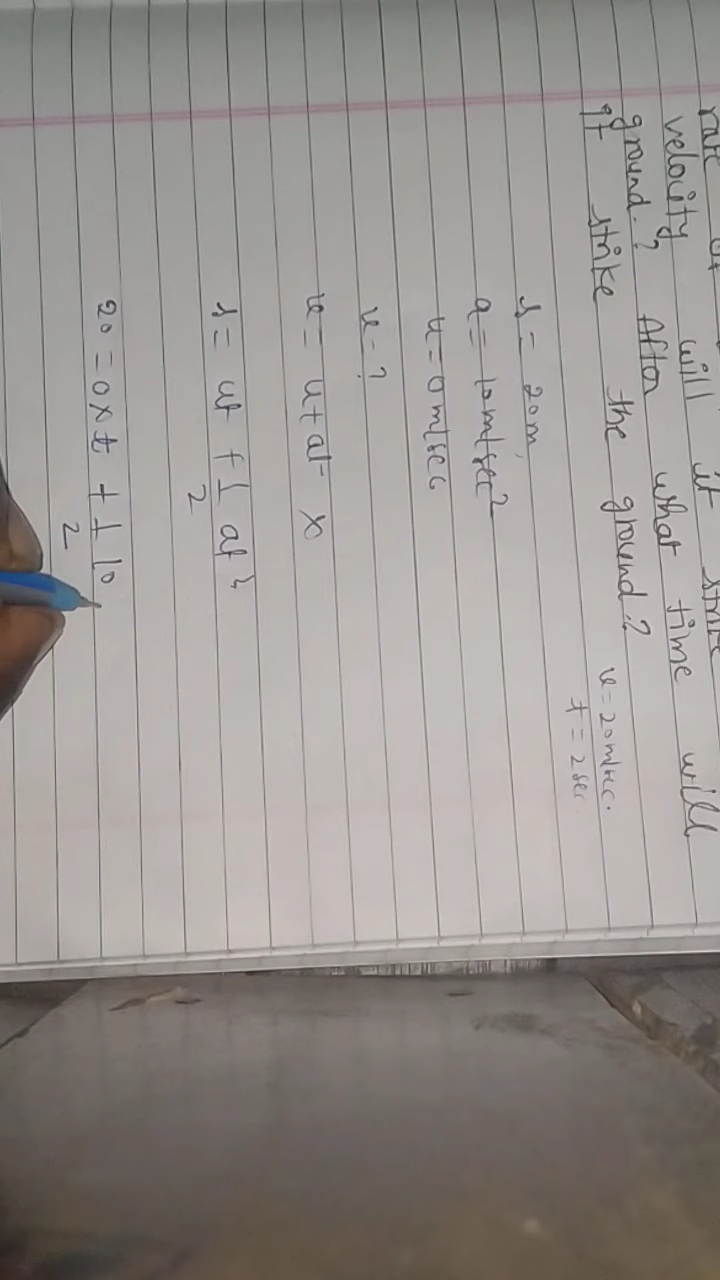 velocity will it strike
ground? After what time will
it strike the ground?
v = 20m/sec.
t = 2 sec.
s = 20m,
a = 10m/sec²
u = 0m/sec
v = ?
v = u + at ×
s = ut + 1/2 at²
20 = 0×t + 1/2 10